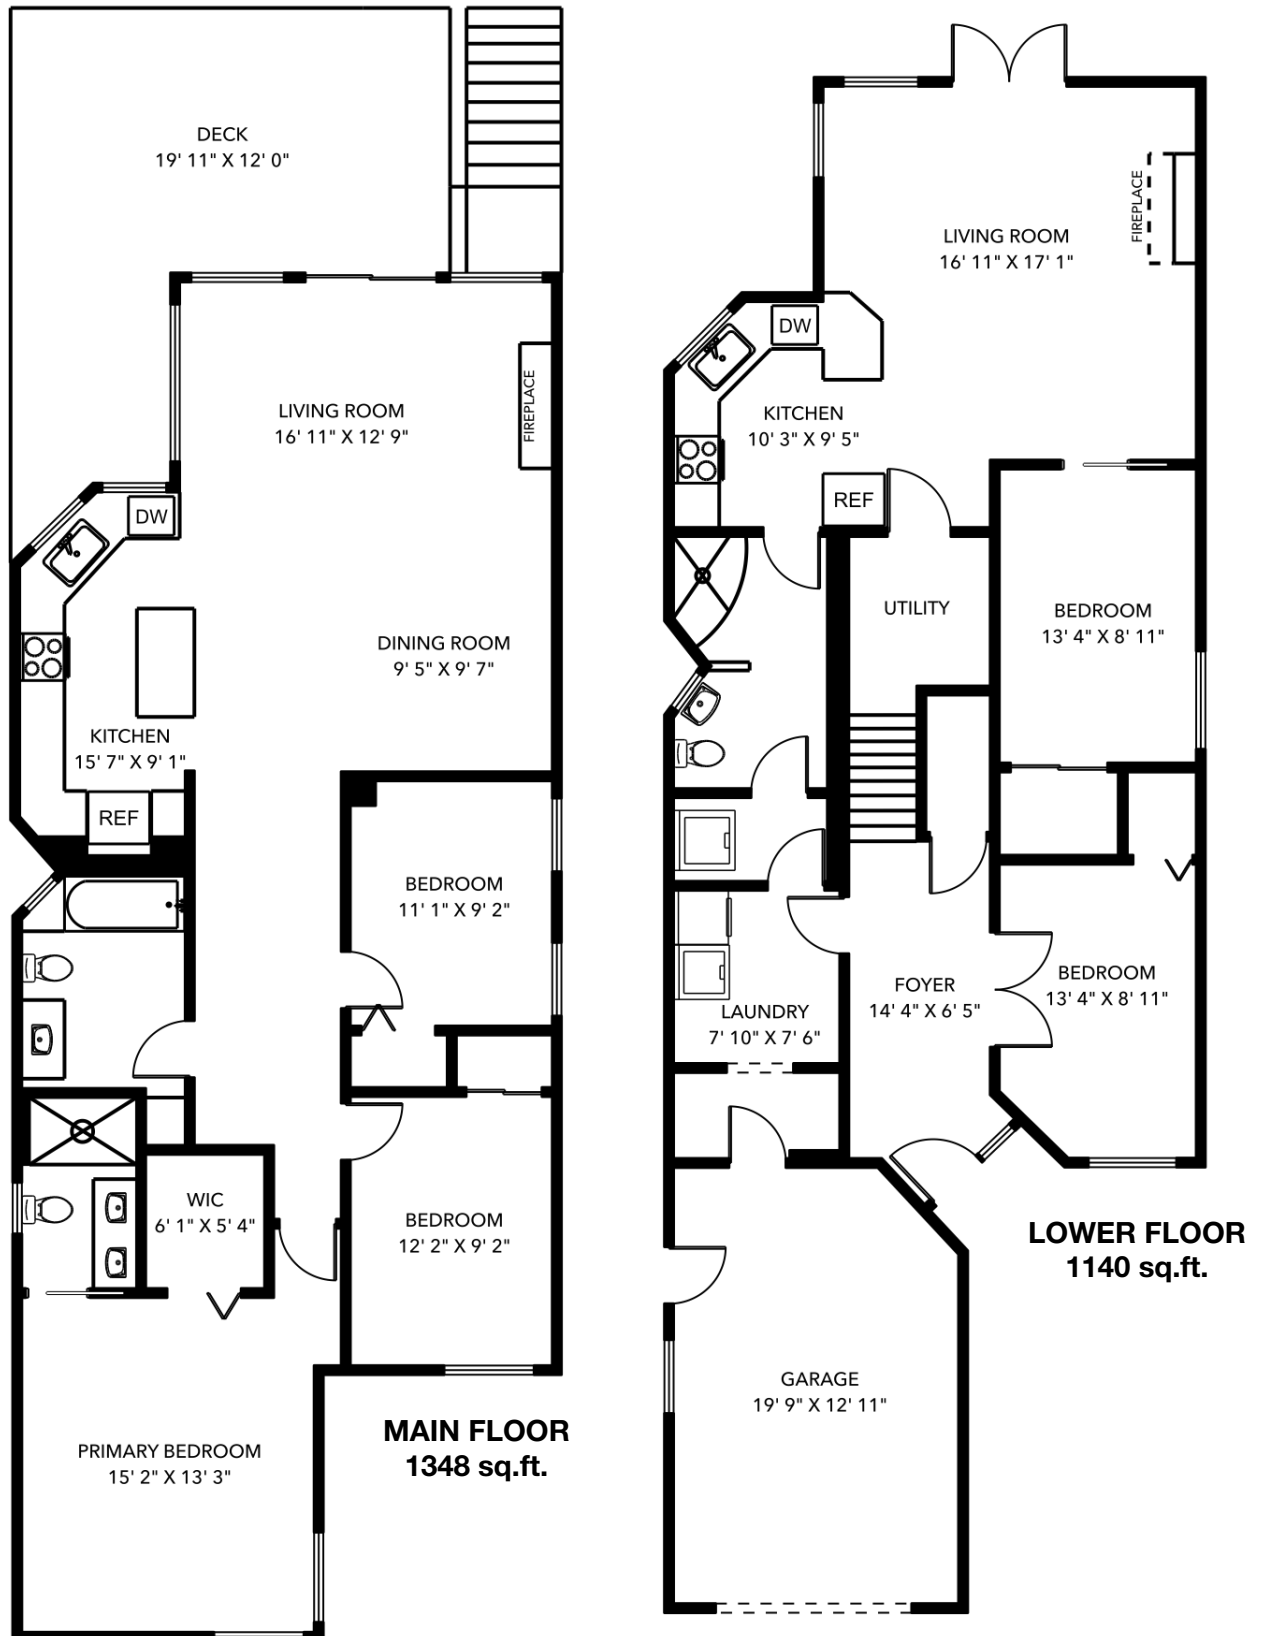 DECK
19' 11" X 12' 0"
LIVING ROOM
16' 11" X 12' 9"
FIREPLACE
DW
DINING ROOM
9' 5" X 9' 7"
KITCHEN
15' 7" X 9' 1"
REF
BEDROOM
11' 1" X 9' 2"
WIC
6' 1" X 5' 4"
BEDROOM
12' 2" X 9' 2"
PRIMARY BEDROOM
15' 2" X 13' 3"
MAIN FLOOR
1348 sq.ft.
FIREPLACE
LIVING ROOM
16' 11" X 17' 1"
DW
KITCHEN
10' 3" X 9' 5"
REF
UTILITY
BEDROOM
13' 4" X 8' 11"
FOYER
14' 4" X 6' 5"
BEDROOM
13' 4" X 8' 11"
LAUNDRY
7' 10" X 7' 6"
GARAGE
19' 9" X 12' 11"
LOWER FLOOR
1140 sq.ft.